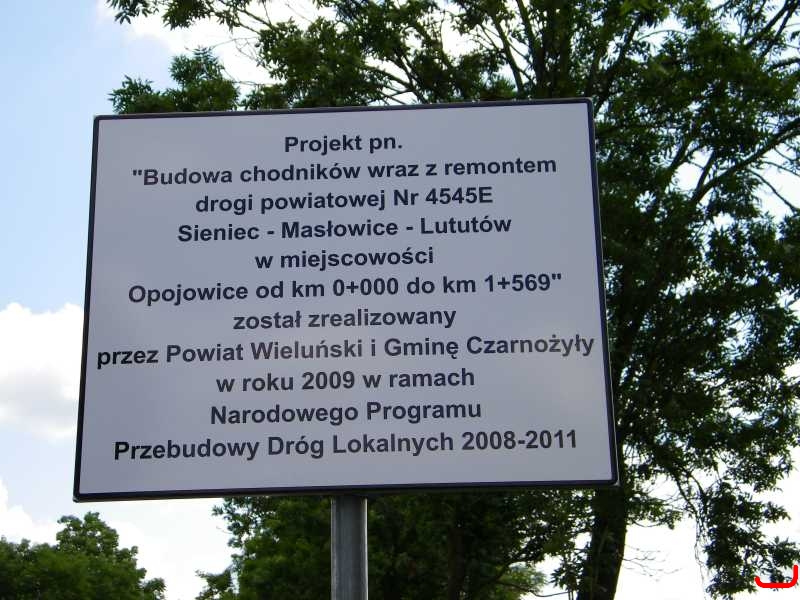 Projekt pn.
"Budowa chodników wraz z remontem
drogi powiatowej Nr 4545E
Sieniec - Masłowice - Lututów
w miejscowości
Opojowice od km 0+000 do km 1+569"
został zrealizowany
przez Powiat Wieluński i Gminę Czarnożyły
w roku 2009 w ramach
Narodowego Programu
Przebudowy Dróg Lokalnych 2008-2011